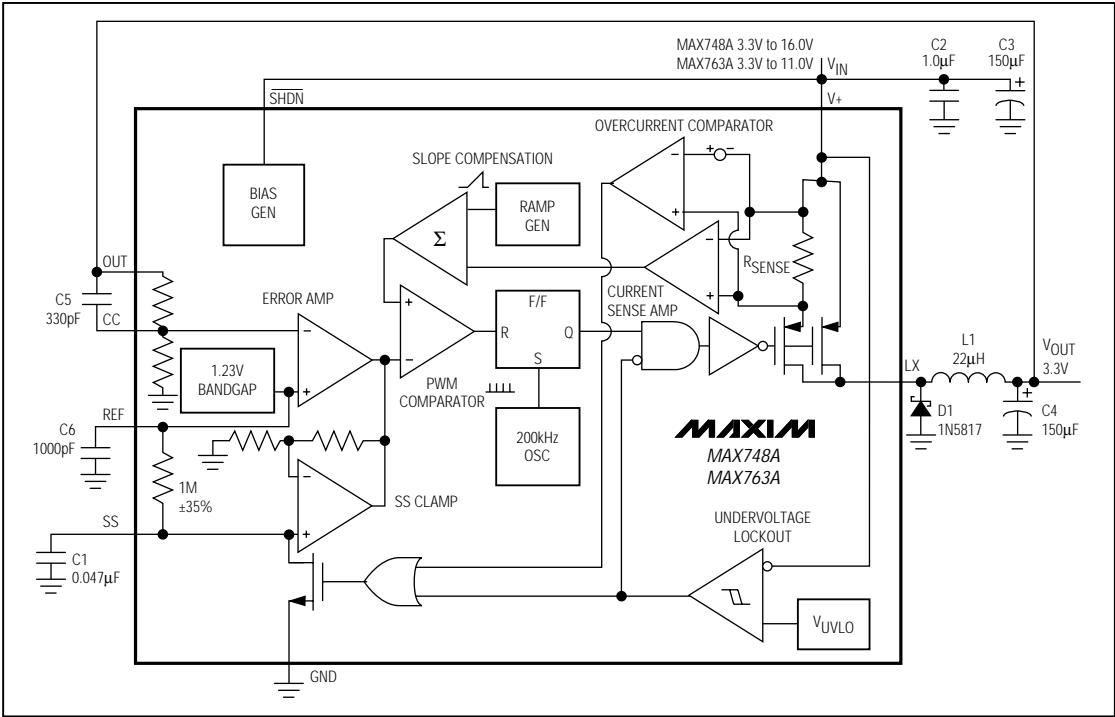 MAX748A 3.3V to 16.0V
MAX763A 3.3V to 11.0V
VIN
C2
1.0µF
C3
150µF
+
SHDN
V+
OVERCURRENT COMPARATOR
SLOPE COMPENSATION
BIAS
GEN
RAMP
GEN
Σ
+ -
-
+
-
+
RSENSE
OUT
C5
330pF
CC
ERROR AMP
-
+
+
-
F/F
R
Q
S
CURRENT
SENSE AMP
1.23V
BANDGAP
PWM
COMPARATOR
LX
L1
22µH
VOUT
3.3V
D1
1N5817
+
C4
150µF
REF
C6
1000pF
200kHz
OSC
MAXIM
MAX748A
MAX763A
1M
±35%
-
+
SS CLAMP
SS
C1
0.047µF
UNDERVOLTAGE
LOCKOUT
VUVLO
GND